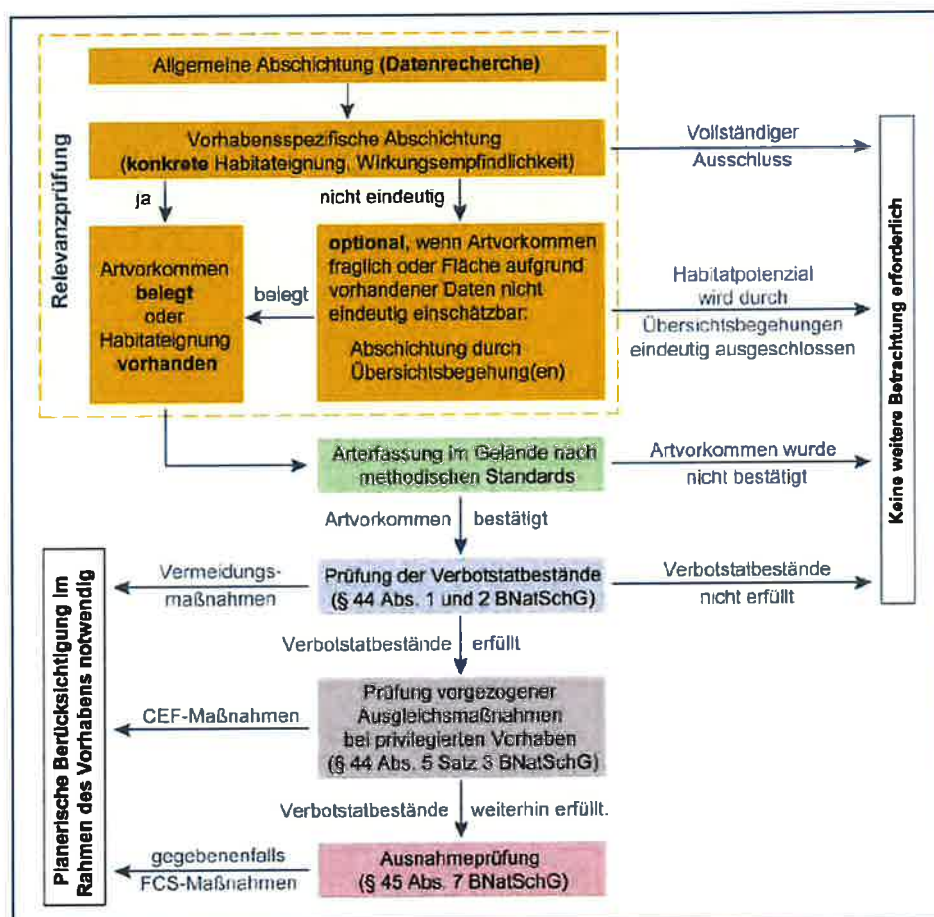 Relevanzprüfung
Allgemeine Abschichtung (Datenrecherche)
Vorhabensspezifische Abschichtung
(konkrete Habitateignung, Wirkungsempfindlichkeit)
Vollständiger
Ausschluss
ja
nicht eindeutig
Artvorkommen
belegt
oder
Habitateignung
vorhanden
belegt
optional, wenn Artvorkommen
fraglich oder Fläche aufgrund
vorhandener Daten nicht
eindeutig einschätzbar:
Abschichtung durch
Übersichtsbegehung(en)
Habitatpotenzial
wird durch
Übersichtsbegehungen
eindeutig ausgeschlossen
Keine weitere Betrachtung erforderlich
Arterfassung im Gelände nach
methodischen Standards
Artvorkommen wurde
nicht bestätigt
Artvorkommen bestätigt
Planerische Berücksichtigung im
Rahmen des Vorhabens notwendig
Vermeidungs-
maßnahmen
Prüfung der Verbotstatbestände
(§ 44 Abs. 1 und 2 BNatSchG)
Verbotstatbestände
nicht erfüllt
Verbotstatbestände erfüllt
CEF-Maßnahmen
Prüfung vorgezogener
Ausgleichsmaßnahmen
bei privilegierten Vorhaben
(§ 44 Abs. 5 Satz 3 BNatSchG)
Verbotstatbestände weiterhin erfüllt.
gegebenenfalls
FCS-Maßnahmen
Ausnahmeprüfung
(§ 45 Abs. 7 BNatSchG)